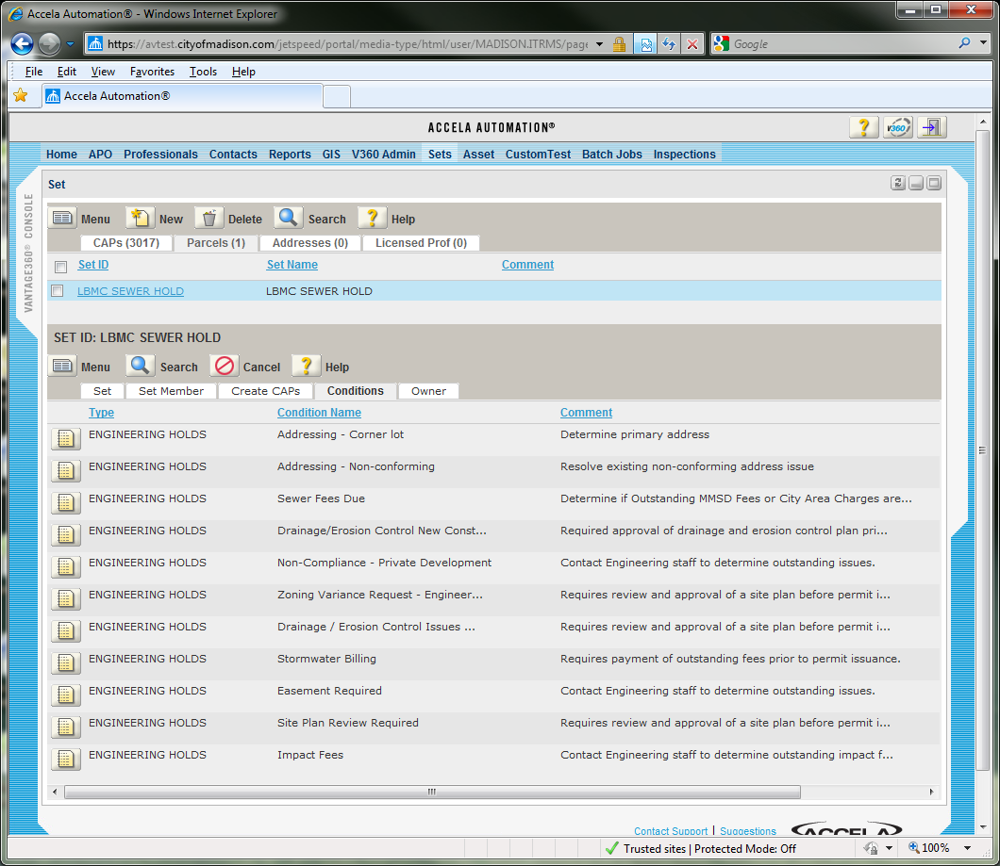 Accela Automation® - Windows Internet Explorer
https://avtest.cityofmadison.com/jetspeed/portal/media-type/html/user/MADISON.ITRMS/page
Google
File Edit View Favorites Tools Help
Accela Automation®
ACCELA AUTOMATION®
? V360
Home APO Professionals Contacts Reports GIS V360 Admin Sets Asset CustomTest Batch Jobs Inspections
VANTAGE360® CONSOLE
Set
Menu New Delete Search ? Help
CAPs (3017) Parcels (1) Addresses (0) Licensed Prof (0)
Set ID Set Name Comment
LBMC SEWER HOLD LBMC SEWER HOLD
SET ID: LBMC SEWER HOLD
Menu Search Cancel ? Help
Set Set Member Create CAPs Conditions Owner
Type Condition Name Comment
ENGINEERING HOLDS Addressing - Corner lot Determine primary address
ENGINEERING HOLDS Addressing - Non-conforming Resolve existing non-conforming address issue
ENGINEERING HOLDS Sewer Fees Due Determine if Outstanding MMSD Fees or City Area Charges are...
ENGINEERING HOLDS Drainage/Erosion Control New Const... Required approval of drainage and erosion control plan pri...
ENGINEERING HOLDS Non-Compliance - Private Development Contact Engineering staff to determine outstanding issues.
ENGINEERING HOLDS Zoning Variance Request - Engineer... Requires review and approval of a site plan before permit i...
ENGINEERING HOLDS Drainage / Erosion Control Issues ... Requires review and approval of a site plan before permit i...
ENGINEERING HOLDS Stormwater Billing Requires payment of outstanding fees prior to permit issuance.
ENGINEERING HOLDS Easement Required Contact Engineering staff to determine outstanding issues.
ENGINEERING HOLDS Site Plan Review Required Requires review and approval of a site plan before permit i...
ENGINEERING HOLDS Impact Fees Contact Engineering staff to determine outstanding impact f...
Contact Support | Suggestions ACCELA
Trusted sites | Protected Mode: Off 100%